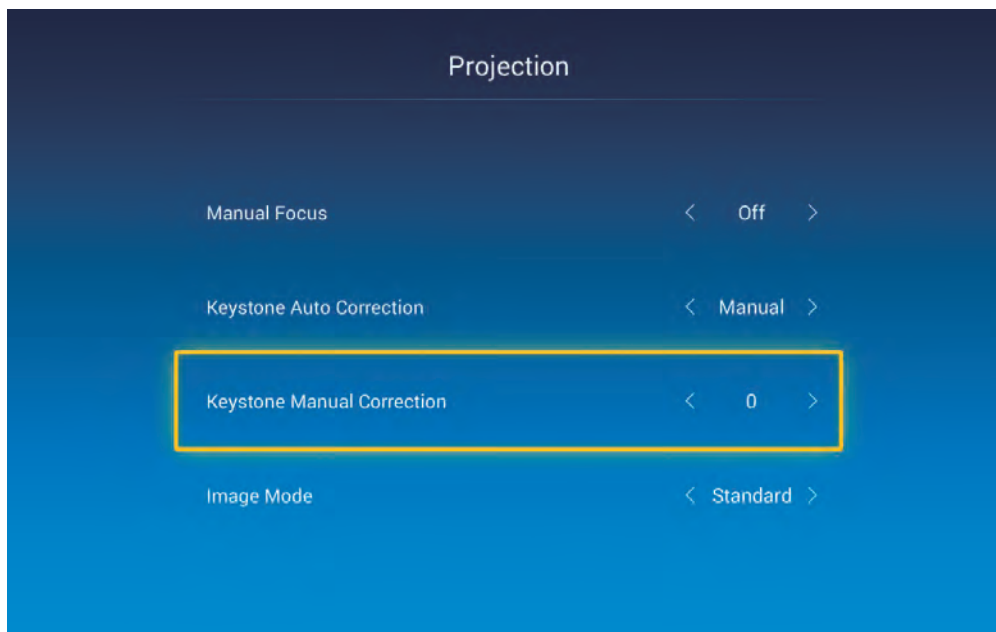 Projection
Manual Focus < Off >
Keystone Auto Correction < Manual >
Keystone Manual Correction < 0 >
Image Mode < Standard >